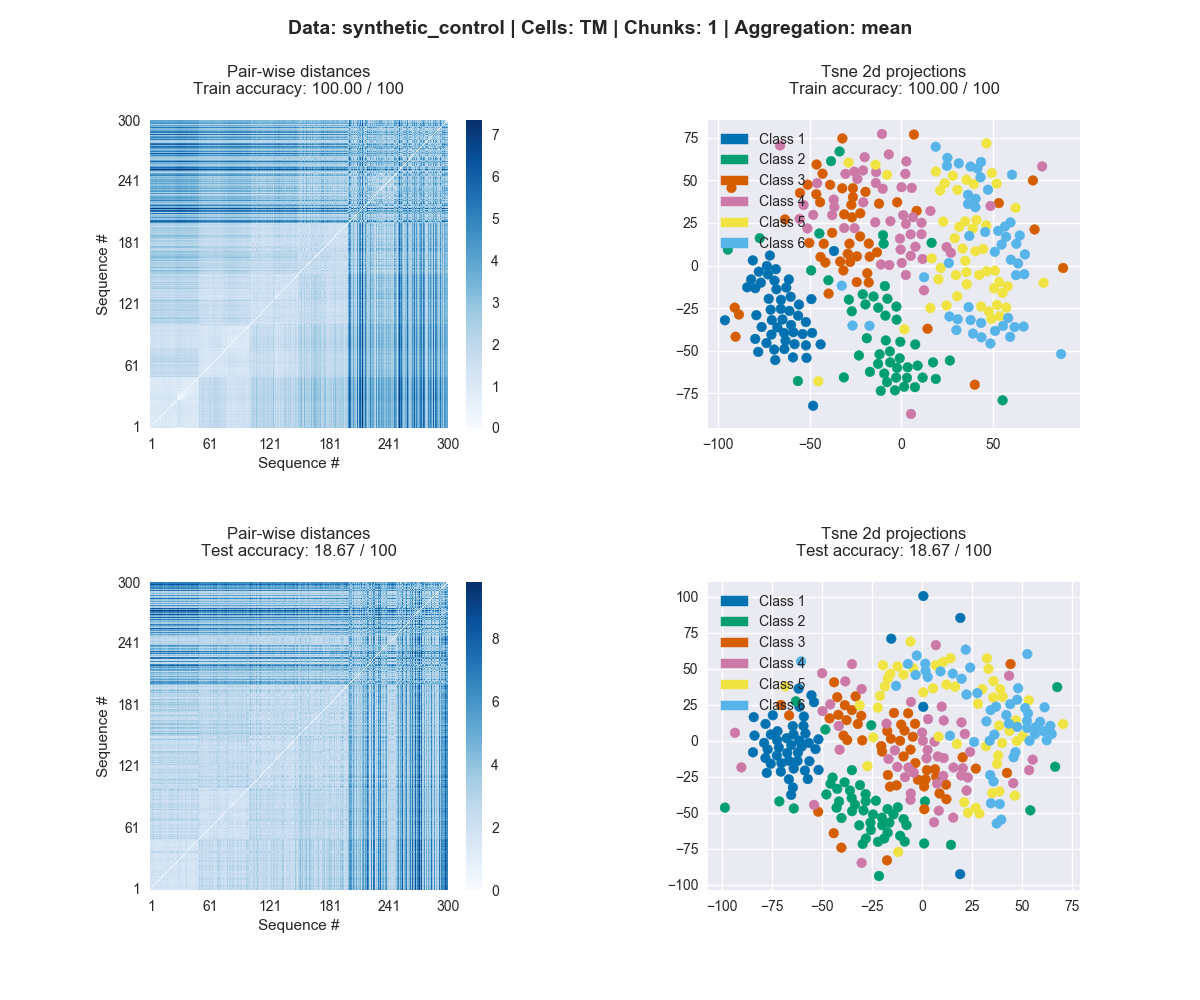 Data: synthetic_control | Cells: TM | Chunks: 1 | Aggregation: mean
Pair-wise distances
Train accuracy: 100.00 / 100
300
241
181
121
61
1
Sequence #
1 61 121 181 241 300
Sequence #
7
6
5
4
3
2
1
0
Tsne 2d projections
Train accuracy: 100.00 / 100
75
50
25
0
−25
−50
−75
−100 −50 0 50
Class 1
Class 2
Class 3
Class 4
Class 5
Class 6
Pair-wise distances
Test accuracy: 18.67 / 100
300
241
181
121
61
1
Sequence #
1 61 121 181 241 300
Sequence #
8
6
4
2
0
Tsne 2d projections
Test accuracy: 18.67 / 100
100
75
50
25
0
−25
−50
−75
−100
−100 −75 −50 −25 0 25 50 75
Class 1
Class 2
Class 3
Class 4
Class 5
Class 6